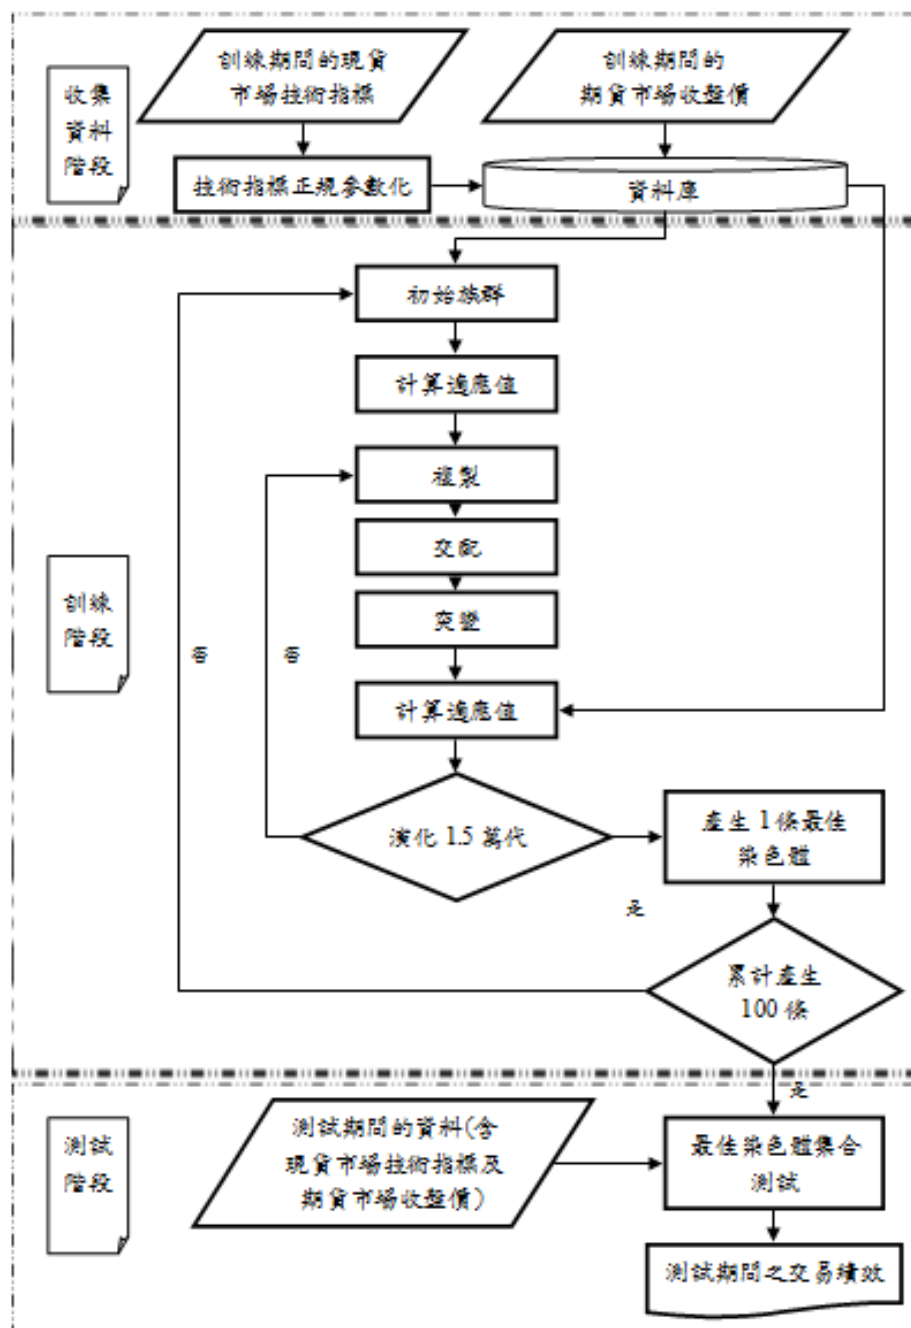 訓練期間的現貨
市場技術指標
訓練期間的
期貨市場收盤價
收集
資料
階段
技術指標正規參數化
資料庫
初始族群
計算適應值
複製
交配
突變
訓練
階段
否
否
計算適應值
演化 1.5 萬代
產生 1 條最佳
染色體
是
累計產生
100 條
是
測試
階段
測試期間的資料(含
現貨市場技術指標及
期貨市場收盤價)
最佳染色體集合
測試
測試期間之交易績效